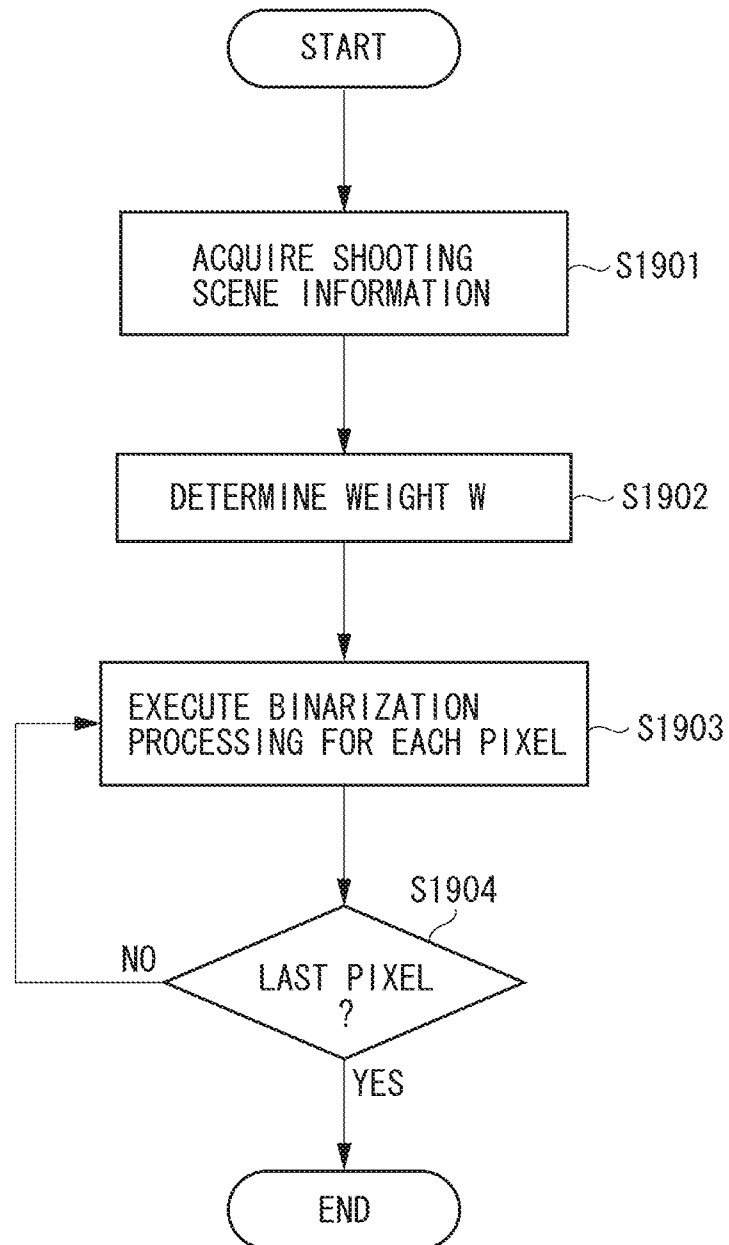 START
ACQUIRE SHOOTING
SCENE INFORMATION
S1901
DETERMINE WEIGHT W
S1902
EXECUTE BINARIZATION
PROCESSING FOR EACH PIXEL
S1903
S1904
NO
LAST PIXEL
?
YES
END